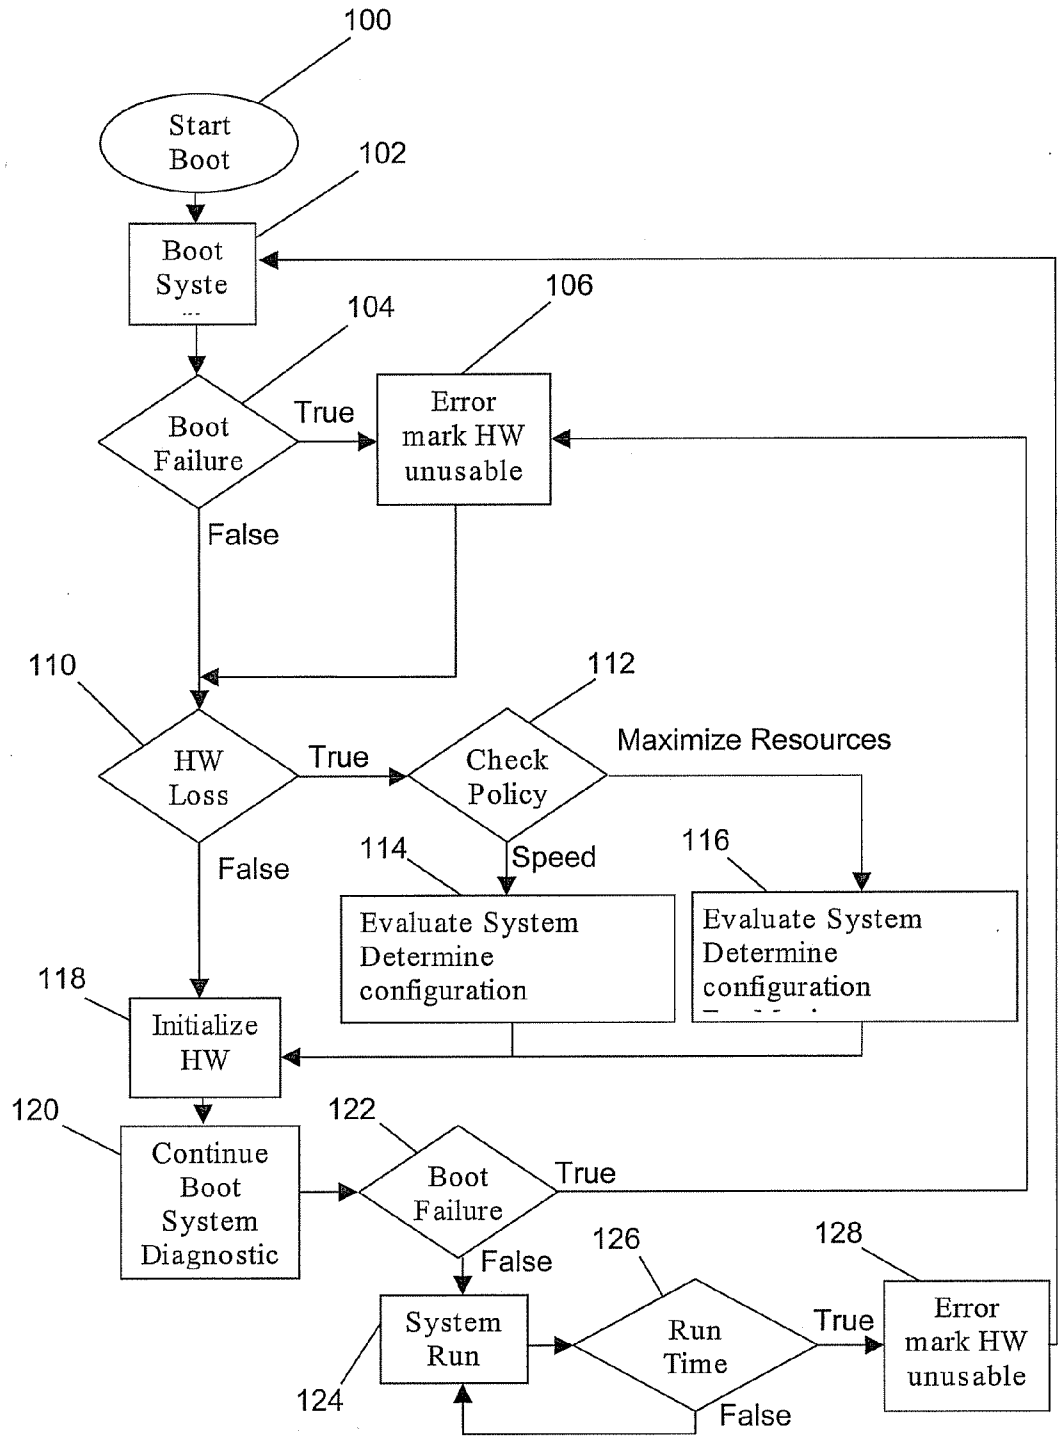 100
Start
Boot
102
Boot
Syste
106
104
Error
mark HW
unusable
True
Boot
Failure
False
110
112
HW
Loss
True
Check
Policy
Maximize Resources
False
Speed
114
116
Evaluate System
Determine
configuration
Evaluate System
Determine
configuration
118
Initialize
HW
120
Continue
Boot
System
Diagnostic
122
Boot
Failure
True
False
126
128
System
Run
124
Run
Time
True
False
Error
mark HW
unusable